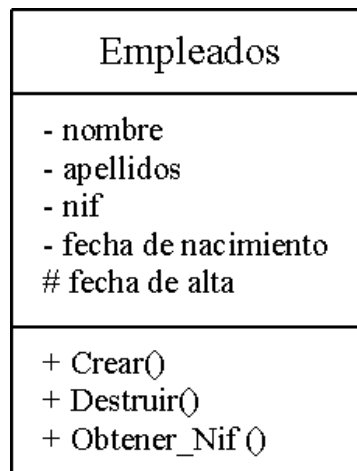 Empleados
- nombre
- apellidos
- nif
- fecha de nacimiento
# fecha de alta
+ Crear()
+ Destruir()
+ Obtener_Nif ()